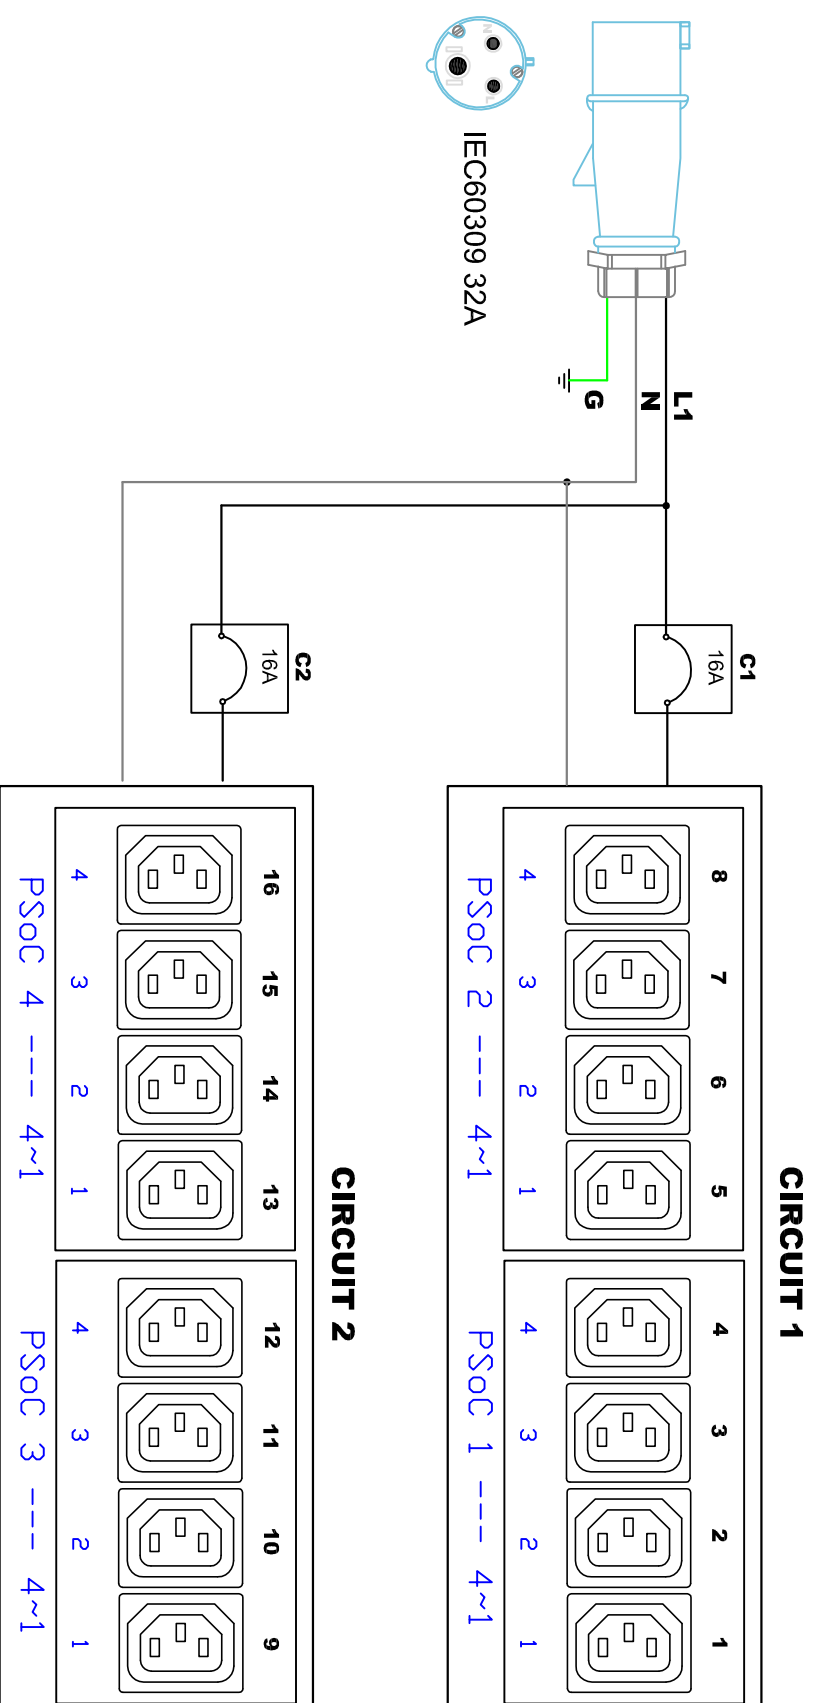 N
L
IEC60309 32A
L1
N
G
C1
16A
C2
16A
CIRCUIT 1
8
7
6
5
4
3
2
1
4
3
2
1
4
3
2
1
PSoC 2 --- 4~1
PSoC 1 --- 4~1
CIRCUIT 2
16
15
14
13
12
11
10
9
4
3
2
1
4
3
2
1
PSoC 4 --- 4~1
PSoC 3 --- 4~1